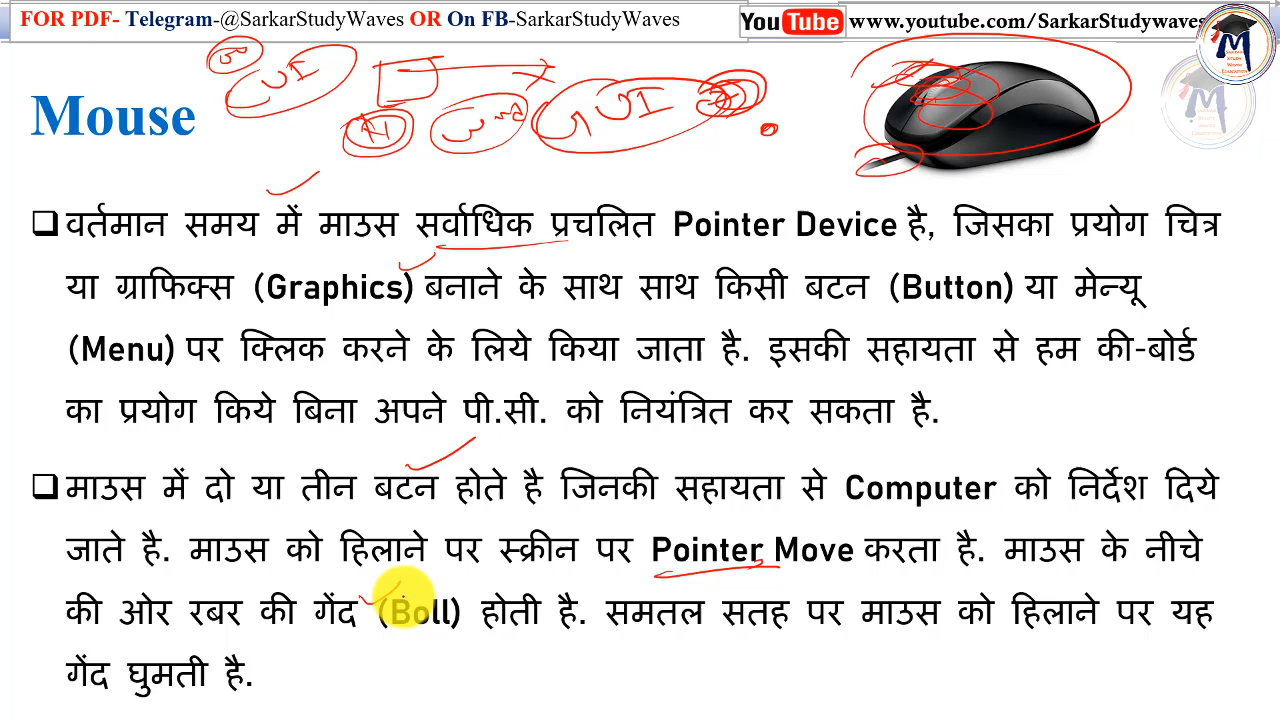 FOR PDF- Telegram-@SarkarStudyWaves OR On FB-SarkarStudyWaves
YouTube www.youtube.com/SarkarStudywaves
Mouse
CUI
GUI
वर्तमान समय में माउस सर्वाधिक प्रचलित Pointer Device है, जिसका प्रयोग चित्र
या ग्राफिक्स (Graphics) बनाने के साथ साथ किसी बटन (Button) या मेन्यू
(Menu) पर क्लिक करने के लिये किया जाता है. इसकी सहायता से हम की-बोर्ड
का प्रयोग किये बिना अपने पी.सी. को नियंत्रित कर सकता है.
माउस में दो या तीन बटन होते है जिनकी सहायता से Computer को निर्देश दिये
जाते है. माउस को हिलाने पर स्क्रीन पर Pointer Move करता है. माउस के नीचे
की ओर रबर की गेंद (Boll) होती है. समतल सतह पर माउस को हिलाने पर यह
गेंद घुमती है.